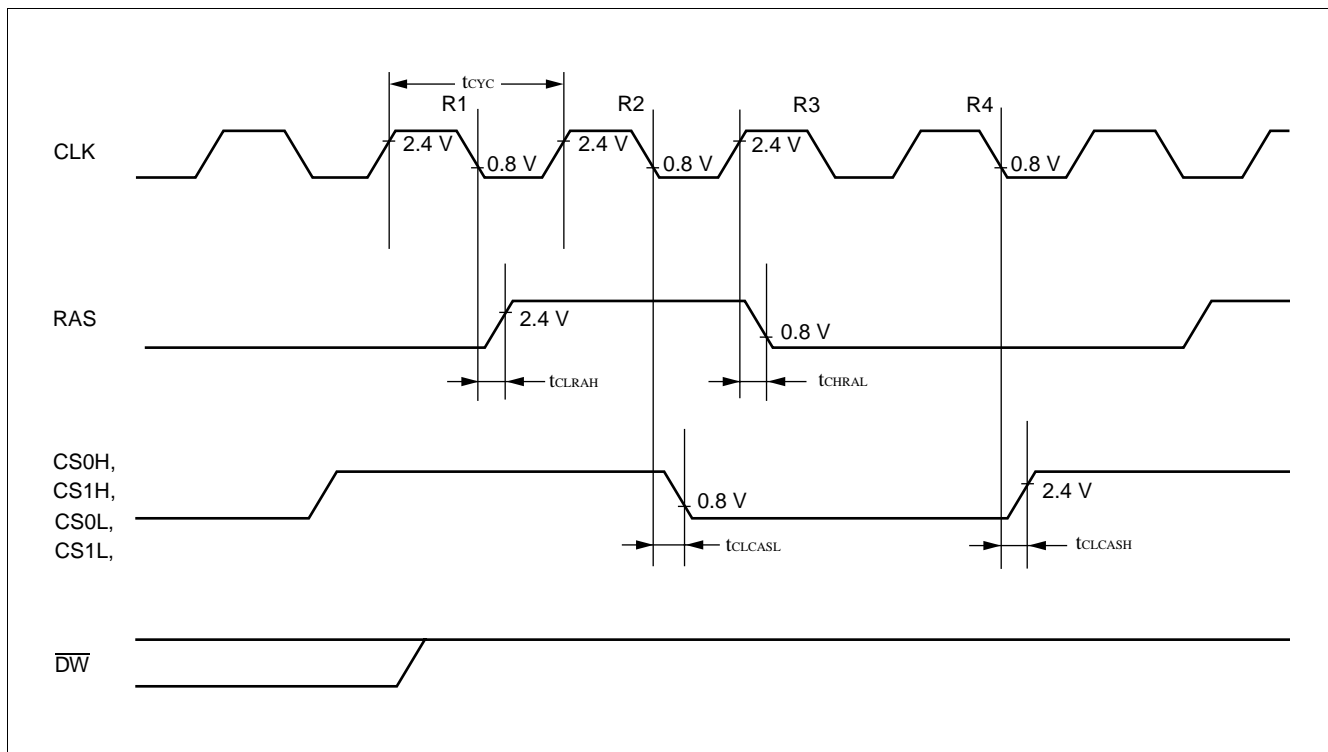 tCYC
R1 R2 R3 R4
CLK
2.4 V 0.8 V 2.4 V 0.8 V 2.4 V 0.8 V
RAS
2.4 V 0.8 V
tCLRAH tCHRAL
CS0H,
CS1H,
CS0L,
CS1L,
0.8 V 2.4 V
tCLCASL tCLCASH
DW